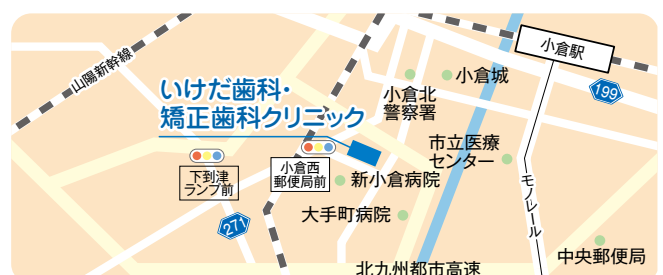 山陽新幹線
小倉駅
199
小倉城
小倉北
警察署
いけだ歯科・
矯正歯科クリニック
市立医療
センター
下到津
ランプ前
小倉西
郵便局前
新小倉病院
モノレール
271
大手町病院
中央郵便局
北九州都市高速